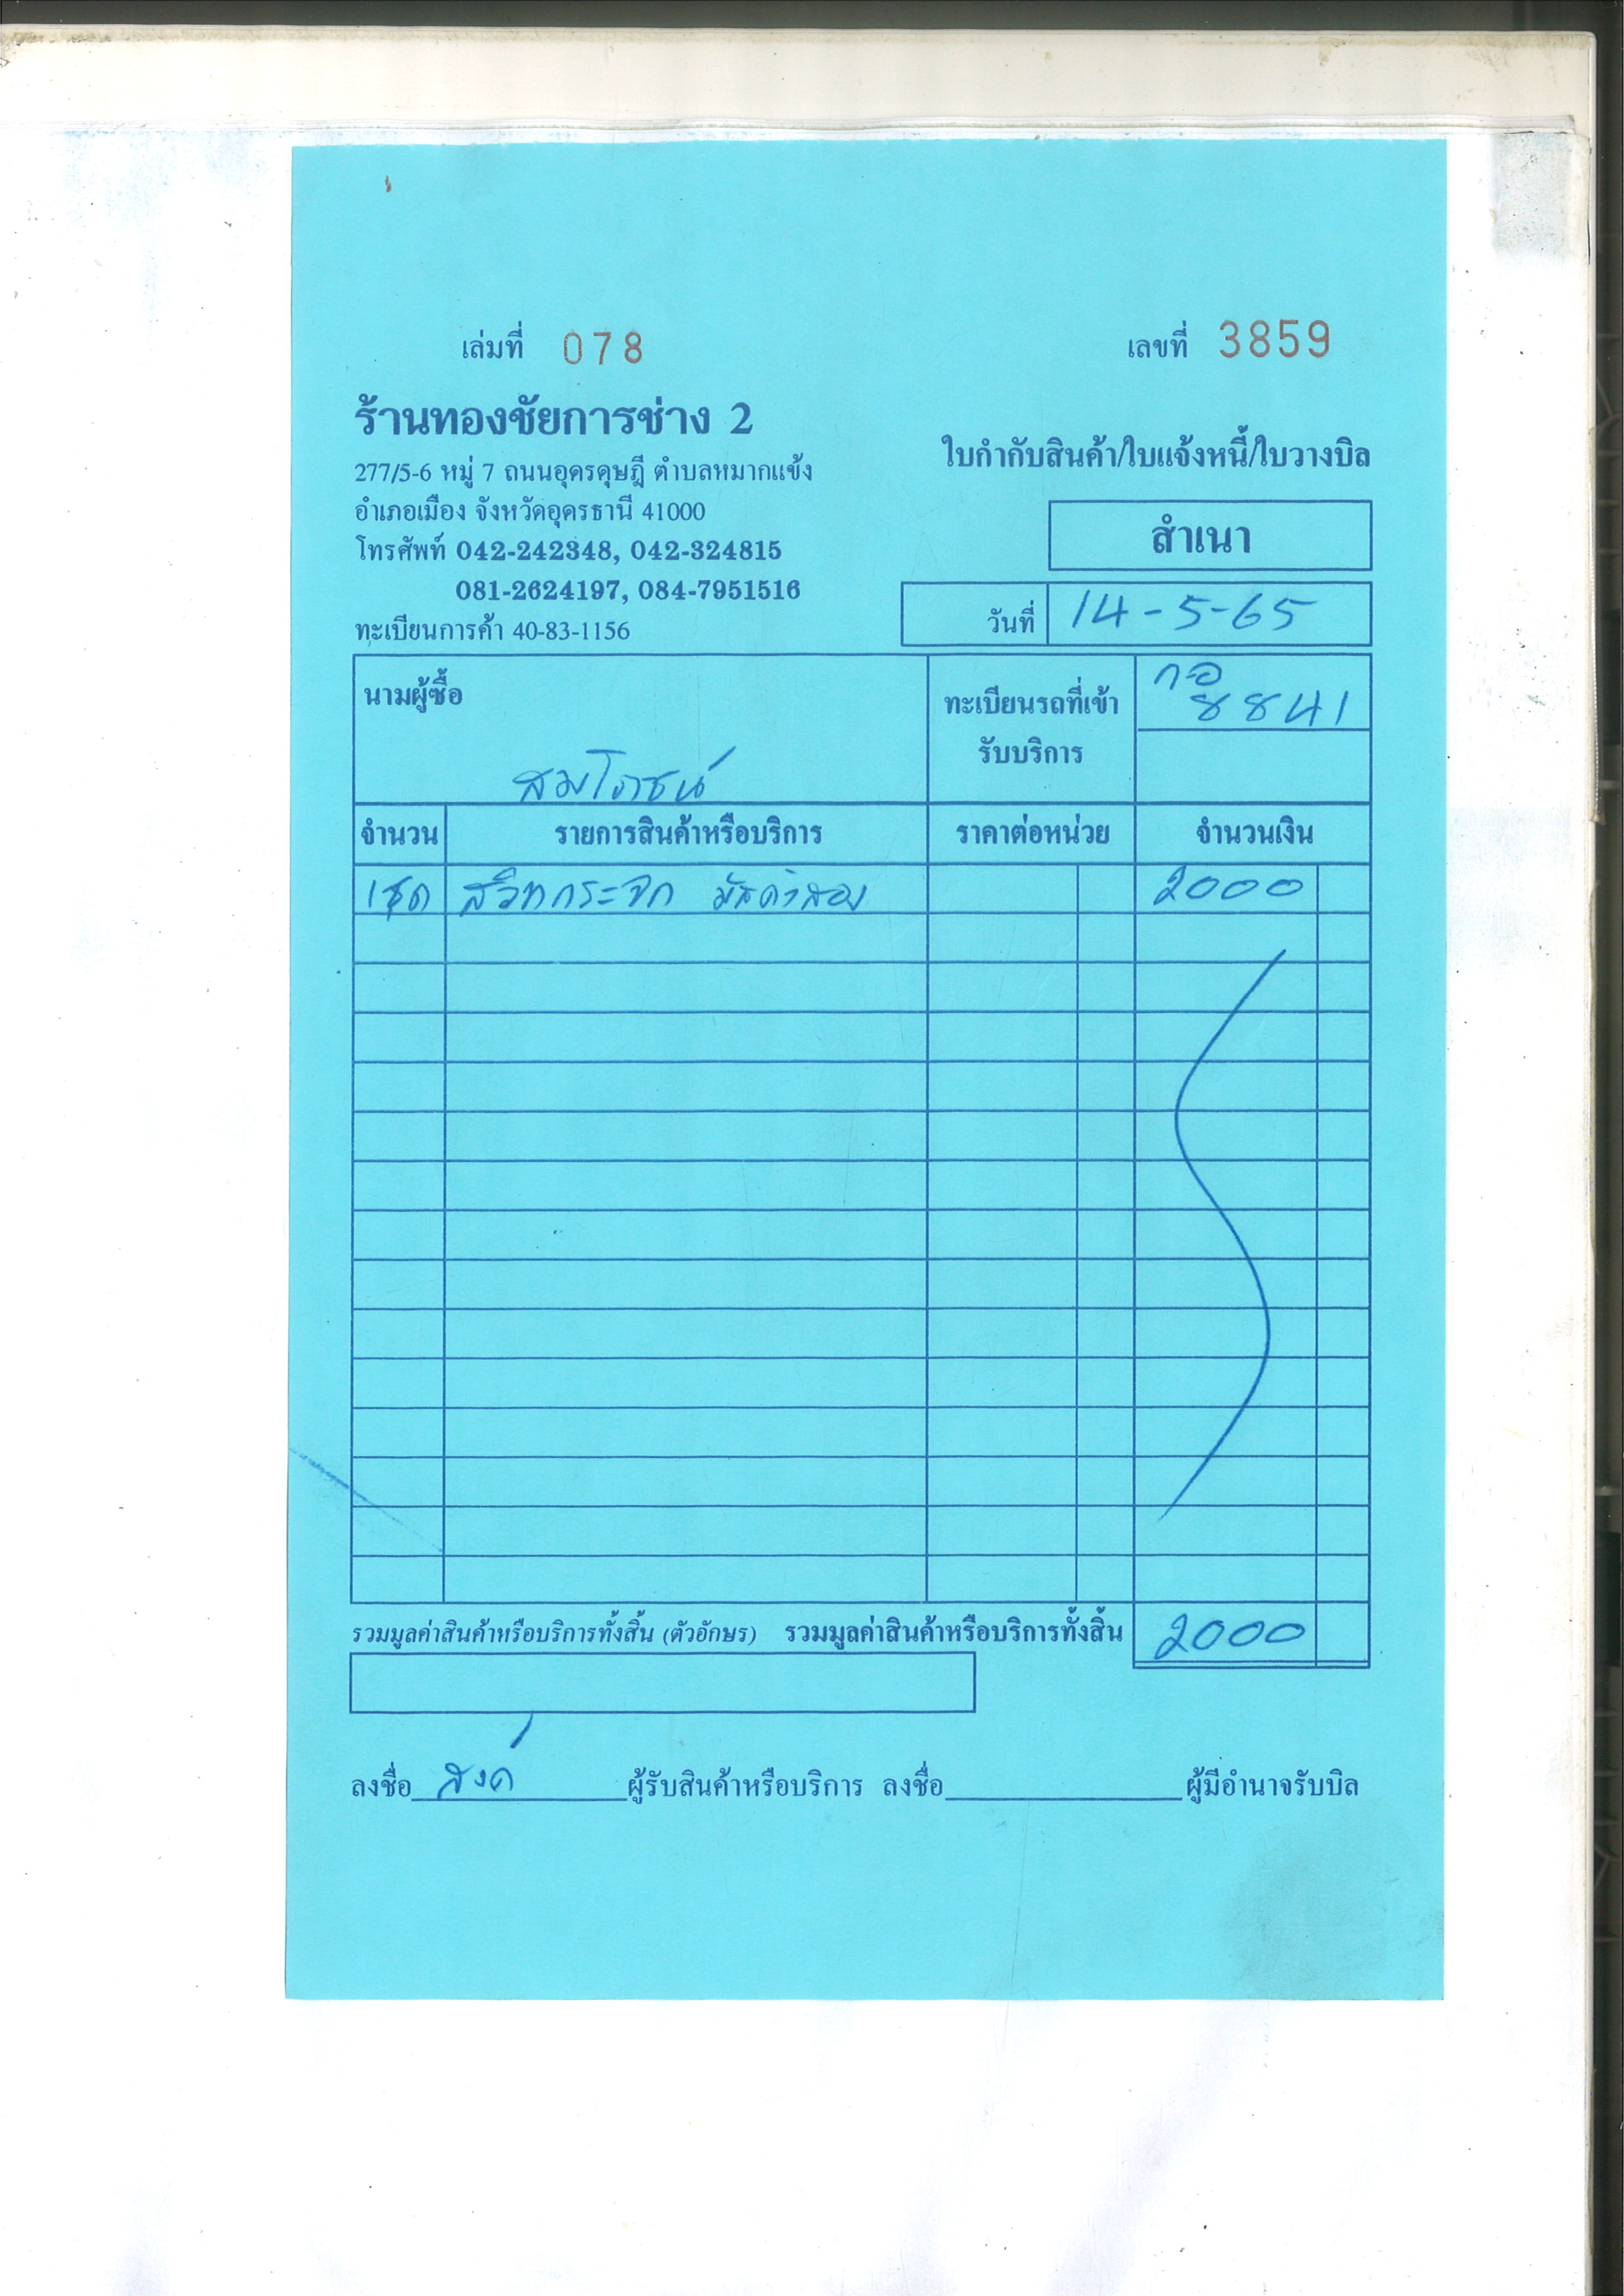 เล่มที่ 078
เลขที่ 3859
ร้านทองชัยการช่าง 2
277/5-6 หมู่ 7 ถนนอุดรดุษฎี ตำบลหมากแข้ง
อำเภอเมือง จังหวัดอุดรธานี 41000
โทรศัพท์ 042-242348, 042-324815
081-2624197, 084-7951516
ทะเบียนการค้า 40-83-1156
ใบกำกับสินค้า/ใบแจ้งหนี้/ใบวางบิล
สำเนา
วันที่ 14-5-65
นามผู้ซื้อ
สมโภชน์
ทะเบียนรถที่เข้า
รับบริการ
8841
จำนวน รายการสินค้าหรือบริการ ราคาต่อหน่วย จำนวนเงิน
1ชุด สวิทกระจก 2000
รวมมูลค่าสินค้าหรือบริการทั้งสิ้น (ตัวอักษร) รวมมูลค่าสินค้าหรือบริการทั้งสิ้น 2000
ลงชื่อ ผู้รับสินค้าหรือบริการ ลงชื่อ ผู้มีอำนาจรับบิล